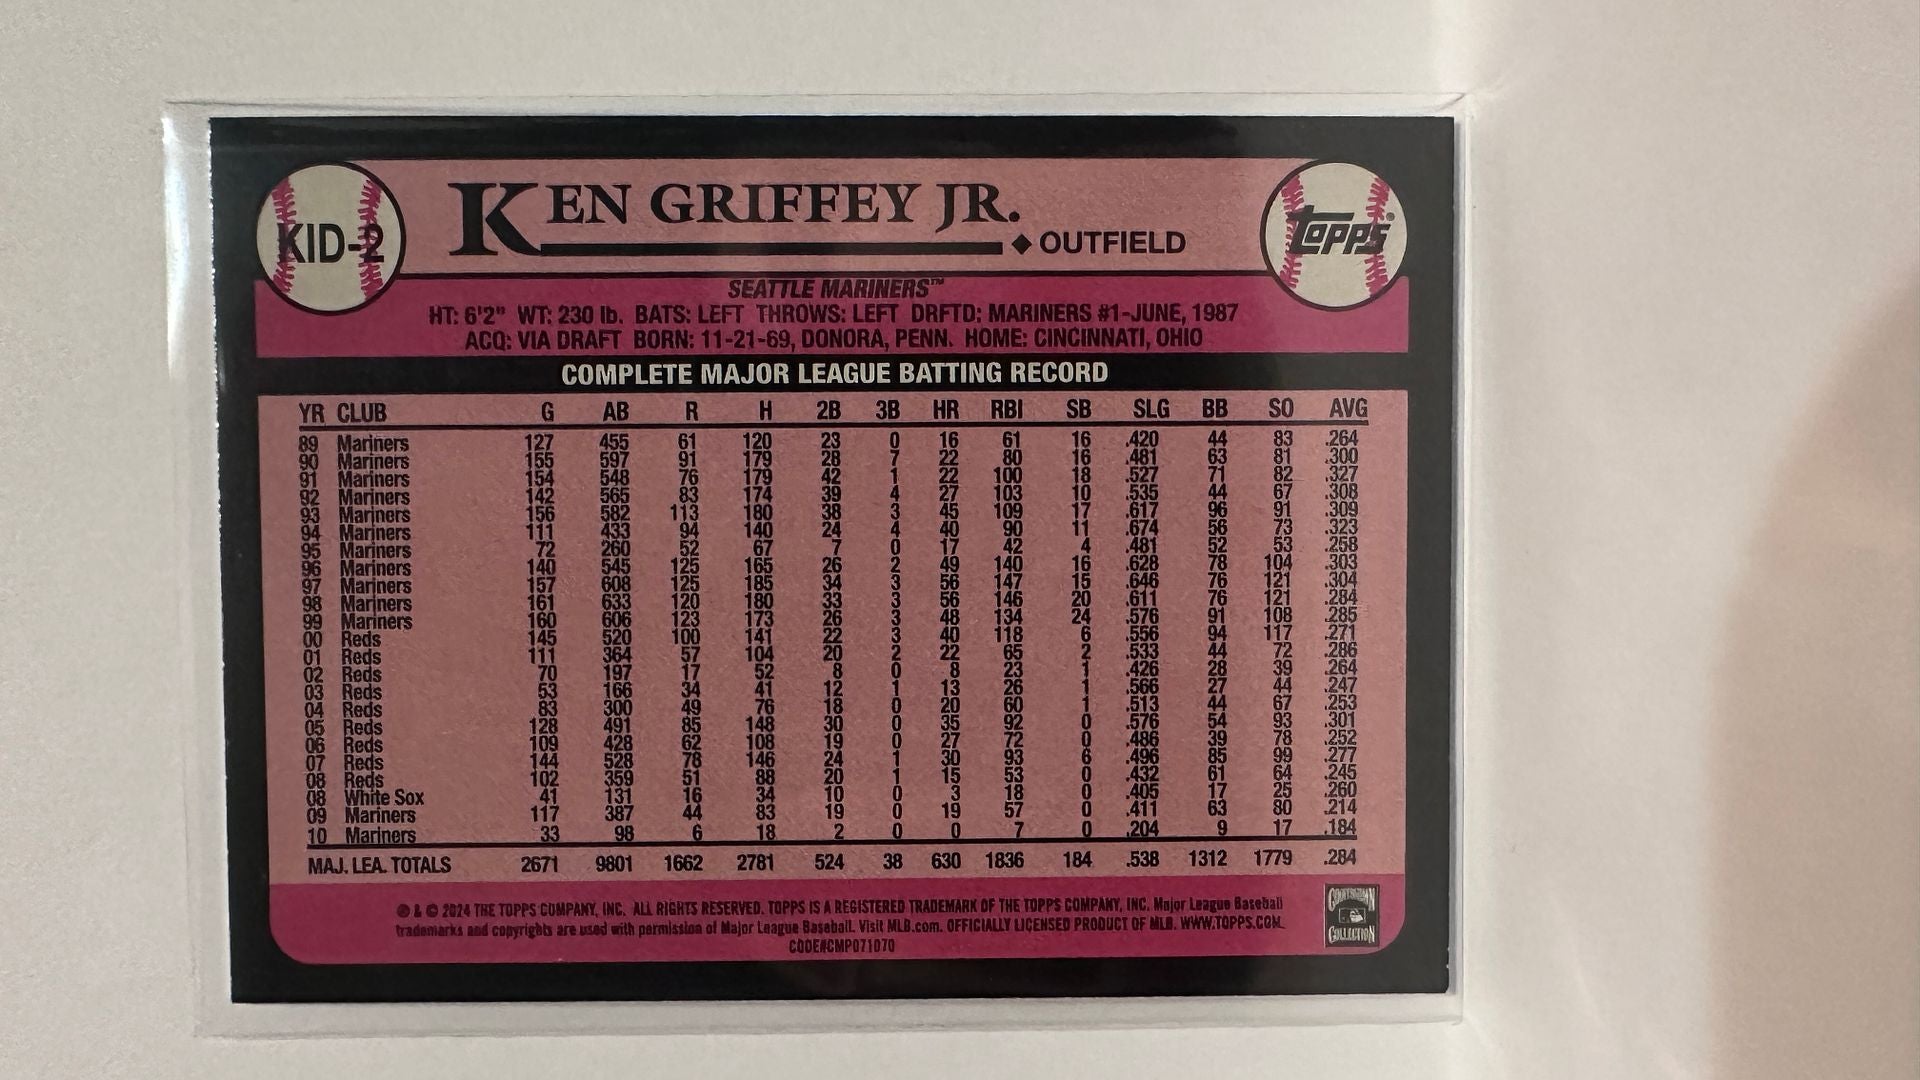 KID-2
KEN GRIFFEY JR.
◆ OUTFIELD
Topps®
SEATTLE MARINERS™
HT: 6'2" WT: 230 lb. BATS: LEFT THROWS: LEFT DRFTD: MARINERS #1-JUNE, 1987
ACQ: VIA DRAFT BORN: 11-21-69, DONORA, PENN. HOME: CINCINNATI, OHIO
COMPLETE MAJOR LEAGUE BATTING RECORD
YR CLUB G AB R H 2B 3B HR RBI SB SLG BB SO AVG
89 Mariners 127 455 61 120 23 0 16 61 16 .420 44 83 .264
90 Mariners 155 597 91 179 28 7 22 80 16 .481 63 81 .300
91 Mariners 154 548 76 179 42 1 22 100 18 .527 71 82 .327
92 Mariners 142 565 83 174 39 4 27 103 10 .535 44 67 .308
93 Mariners 156 582 113 180 38 3 45 109 17 .617 96 91 .309
94 Mariners 111 433 94 140 24 4 40 90 11 .674 56 73 .323
95 Mariners 72 260 52 67 7 0 17 42 4 .481 52 53 .258
96 Mariners 140 545 125 165 26 2 49 140 16 .628 78 104 .303
97 Mariners 157 608 125 185 34 3 56 147 15 .646 76 121 .304
98 Mariners 161 633 120 180 33 3 56 146 20 .611 76 121 .284
99 Mariners 160 606 123 173 26 3 48 134 24 .576 91 108 .285
00 Reds 145 520 100 141 22 3 40 118 6 .556 94 117 .271
01 Reds 111 364 57 104 20 2 22 65 2 .533 44 72 .286
02 Reds 70 197 17 52 8 0 8 23 1 .426 28 39 .264
03 Reds 53 166 34 41 12 1 13 26 1 .566 27 44 .247
04 Reds 83 300 49 76 18 0 20 60 1 .513 44 67 .253
05 Reds 128 491 85 148 30 0 35 92 0 .576 54 93 .301
06 Reds 109 428 62 108 19 0 27 72 0 .486 39 78 .252
07 Reds 144 528 78 146 24 1 30 93 6 .496 85 99 .277
08 Reds 102 359 51 88 20 1 15 53 0 .432 61 64 .245
08 White Sox 41 131 16 34 10 0 3 18 0 .405 17 25 .260
09 Mariners 117 387 44 83 19 0 19 57 0 .411 63 80 .214
10 Mariners 33 98 6 18 2 0 0 7 0 .204 9 17 .184
MAJ. LEA. TOTALS 2671 9801 1662 2781 524 38 630 1836 184 .538 1312 1779 .284
® & © 2024 THE TOPPS COMPANY, INC. ALL RIGHTS RESERVED. TOPPS IS A REGISTERED TRADEMARK OF THE TOPPS COMPANY, INC. Major League Baseball
trademarks and copyrights are used with permission of Major League Baseball. Visit MLB.com. OFFICIALLY LICENSED PRODUCT OF MLB. WWW.TOPPS.COM
CODE#CMP071070
COOPERSTOWN
COLLECTION